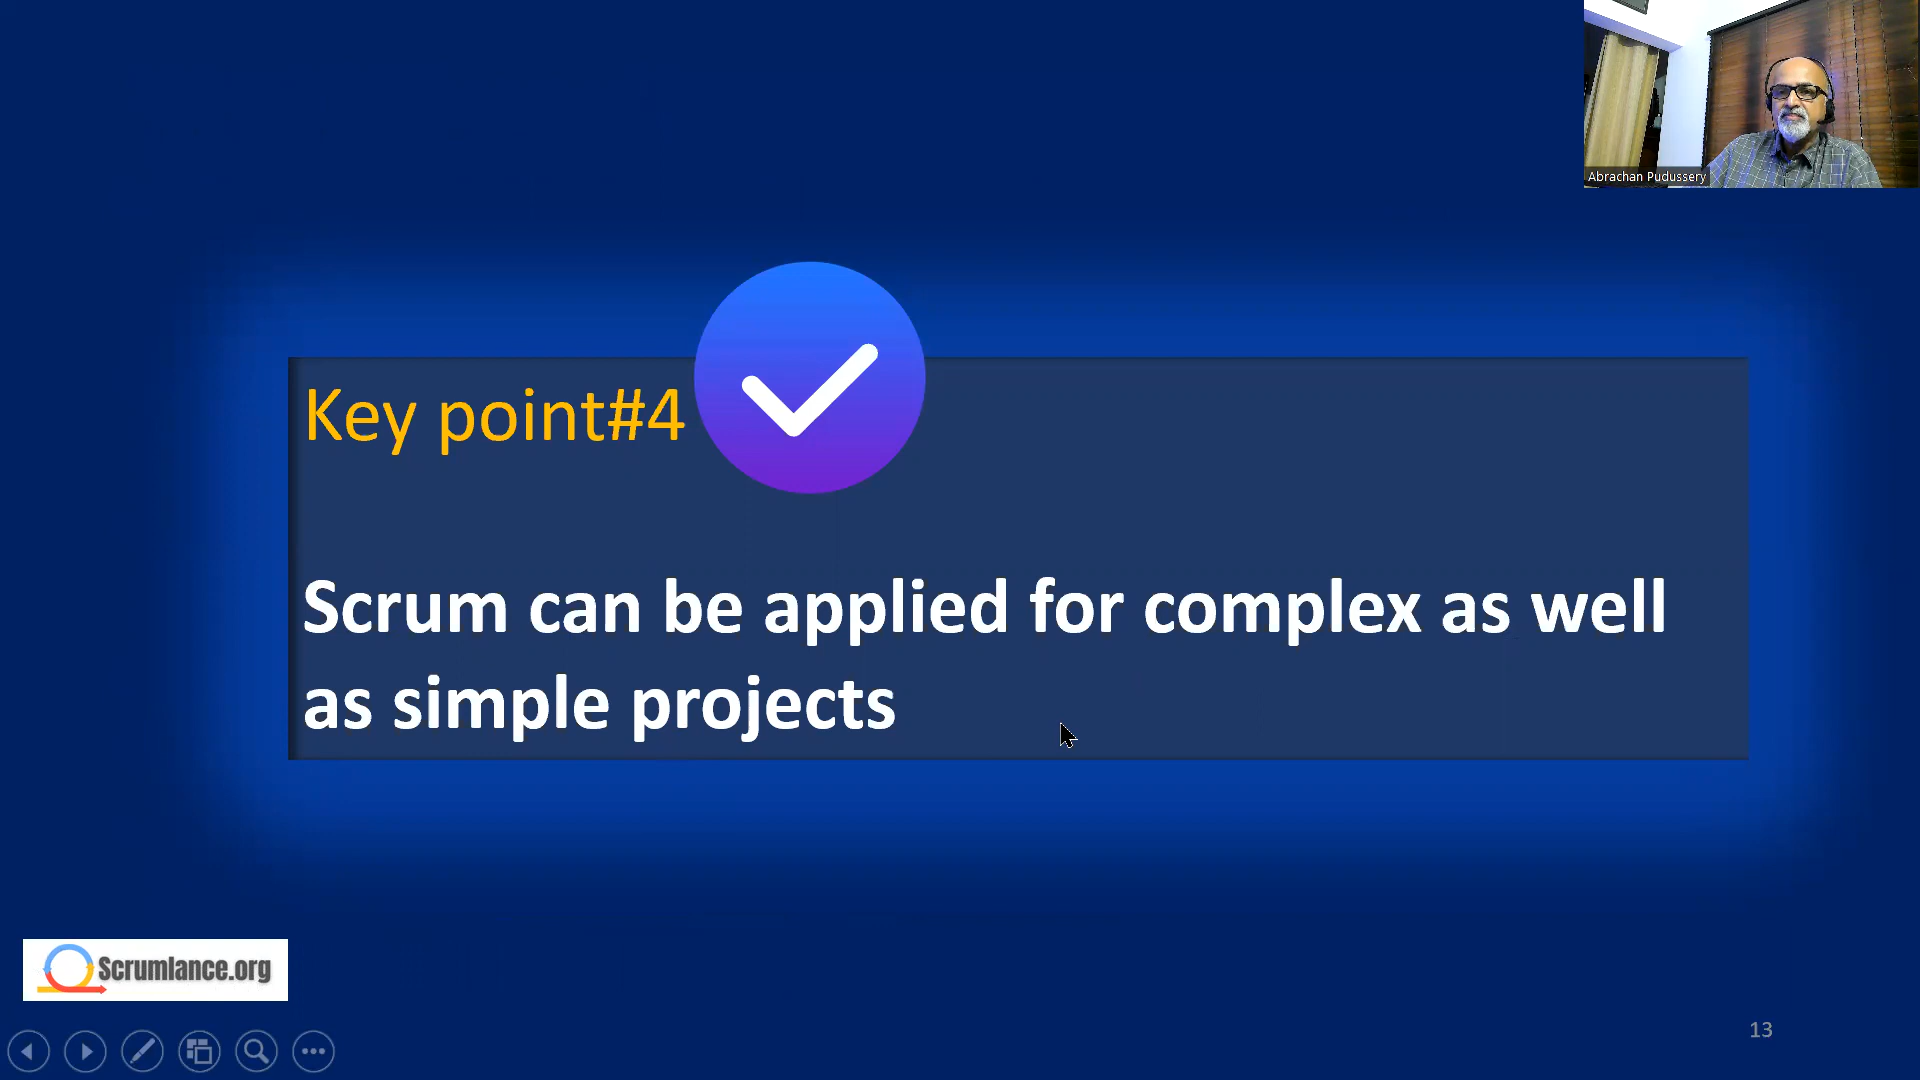 Abrachan Pudussery
Key point#4
Scrum can be applied for complex as well
as simple projects
Scrumlance.org
13